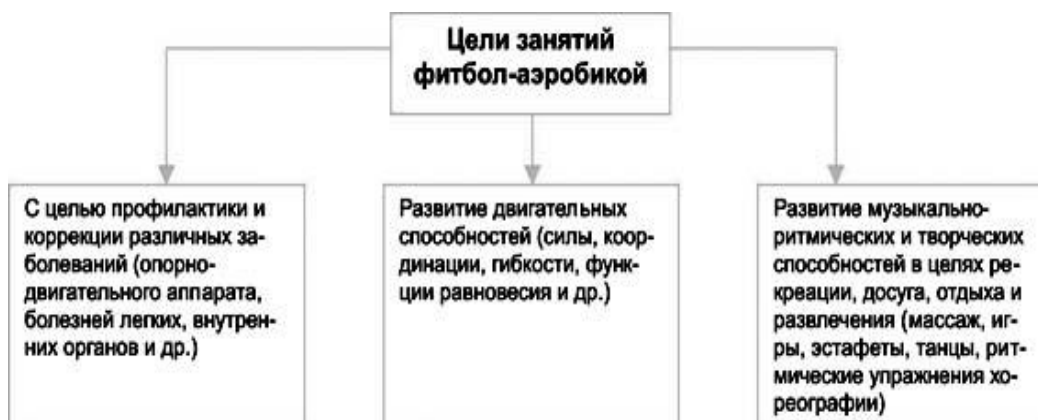 Цели занятий
фитбол-аэробикой
С целью профилактики и
коррекции различных за-
болеваний (опорно-
двигательного аппарата,
болезней легких, внутрен-
них органов и др.)
Развитие двигательных
способностей (силы, коор-
динации, гибкости, функ-
ции равновесия и др.)
Развитие музыкально-
ритмических и творческих
способностей в целях ре-
креации, досуга, отдыха и
развлечения (массаж, иг-
ры, эстафеты, танцы, рит-
мические упражнения хо-
реографии)